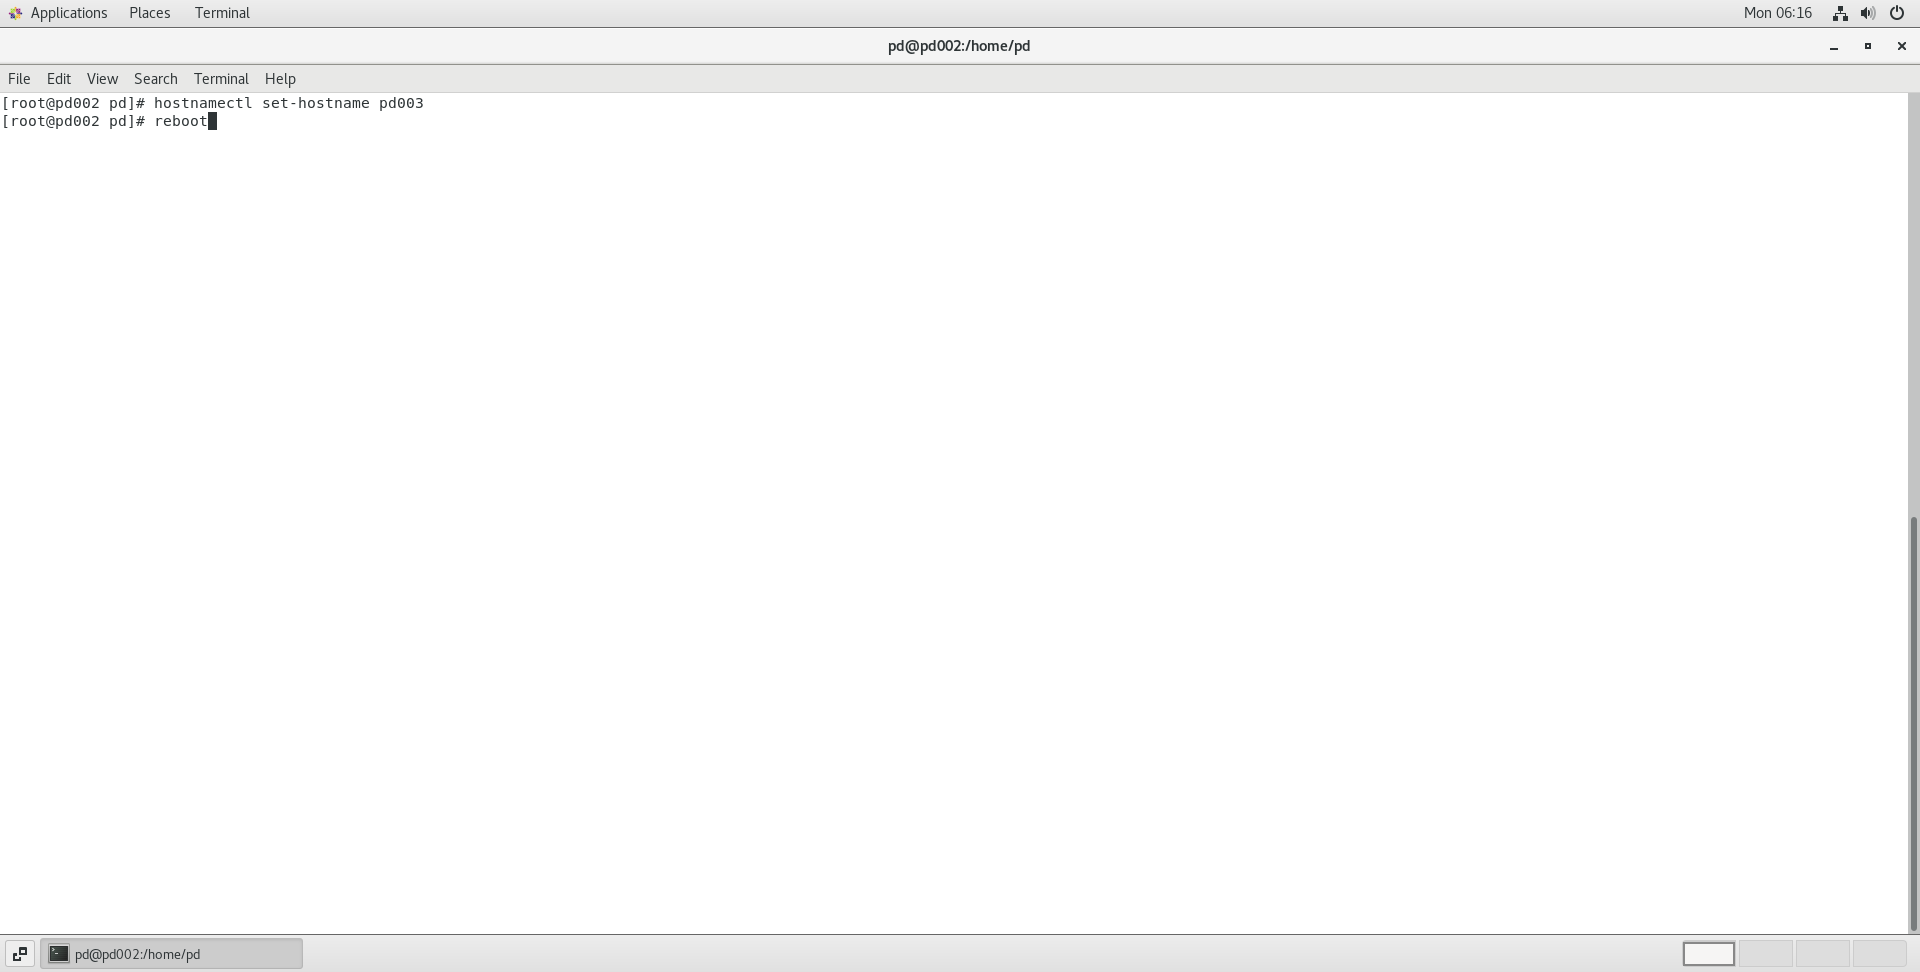 Applications Places Terminal Mon 06:16
pd@pd002:/home/pd
File Edit View Search Terminal Help
[root@pd002 pd]# hostnamectl set-hostname pd003
[root@pd002 pd]# reboot
pd@pd002:/home/pd